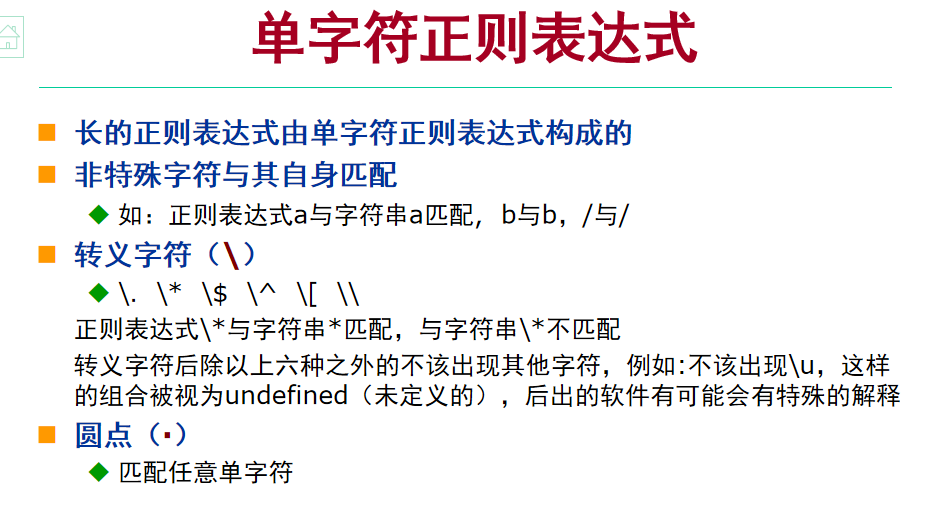 单字符正则表达式
长的正则表达式由单字符正则表达式构成的
非特殊字符与其自身匹配
如：正则表达式a与字符串a匹配，b与b，/与/
转义字符（\）
\. \* \$ \^ \[ \\
正则表达式\*与字符串*匹配，与字符串\*不匹配
转义字符后除以上六种之外的不该出现其他字符，例如:不该出现\u，这样
的组合被视为undefined（未定义的），后出的软件有可能会有特殊的解释
圆点（·）
匹配任意单字符